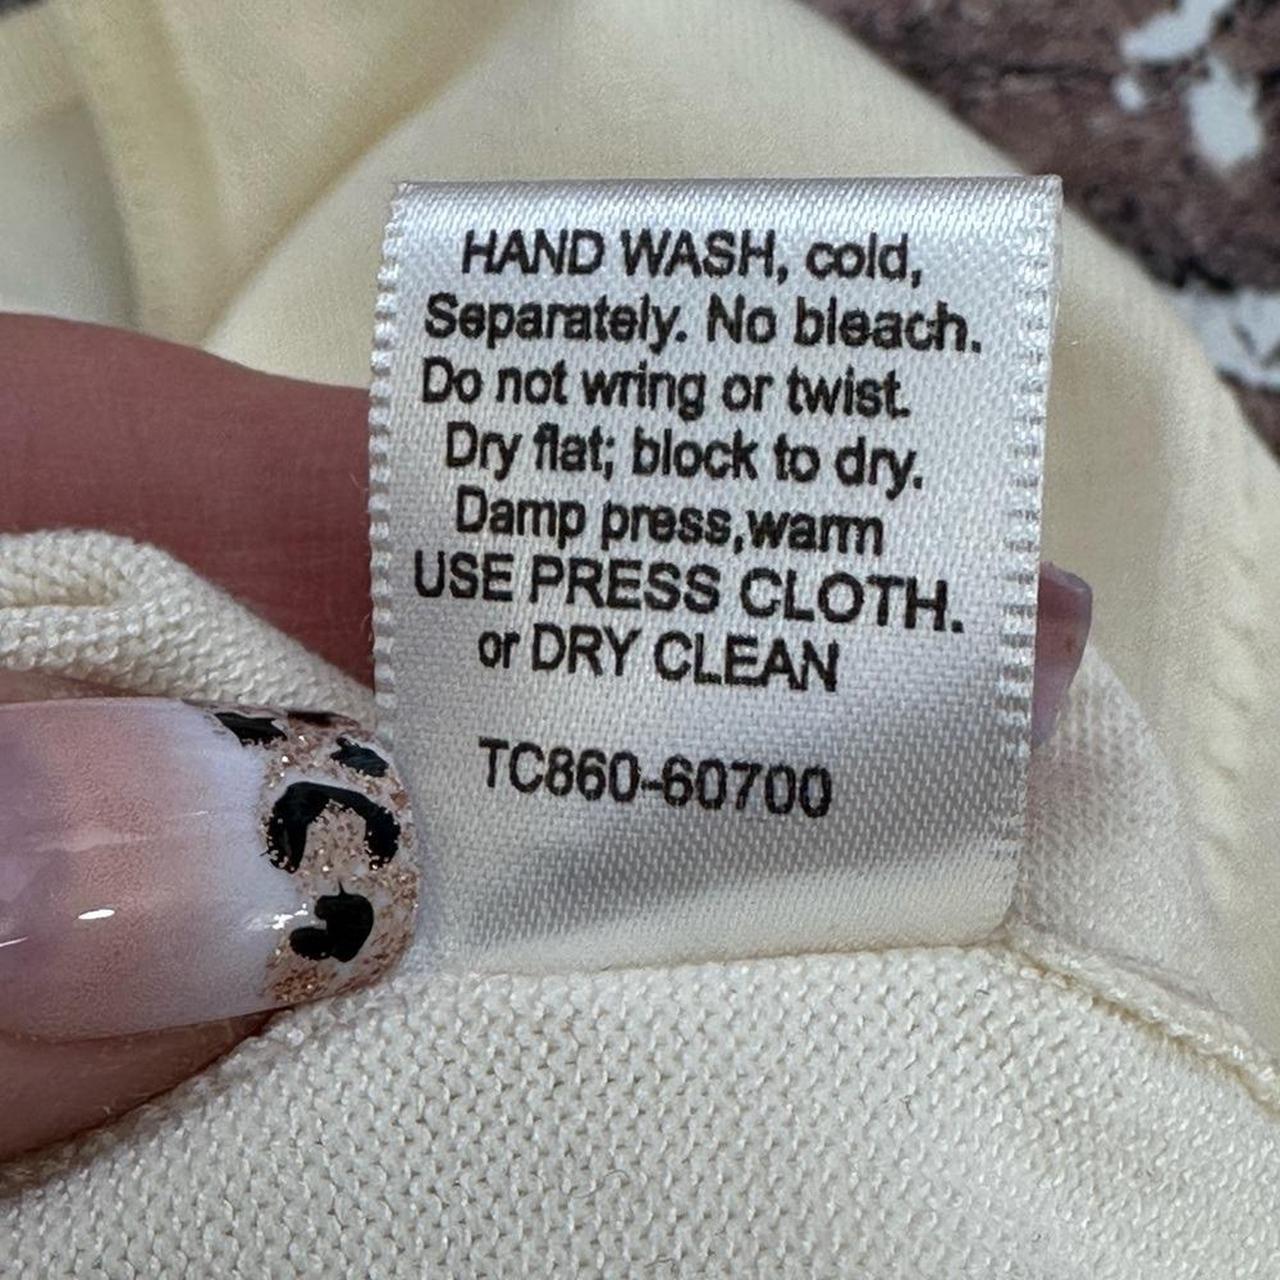 HAND WASH, cold,
Separately. No bleach.
Do not wring or twist.
Dry flat; block to dry.
Damp press,warm
USE PRESS CLOTH.
or DRY CLEAN
TC860-60700